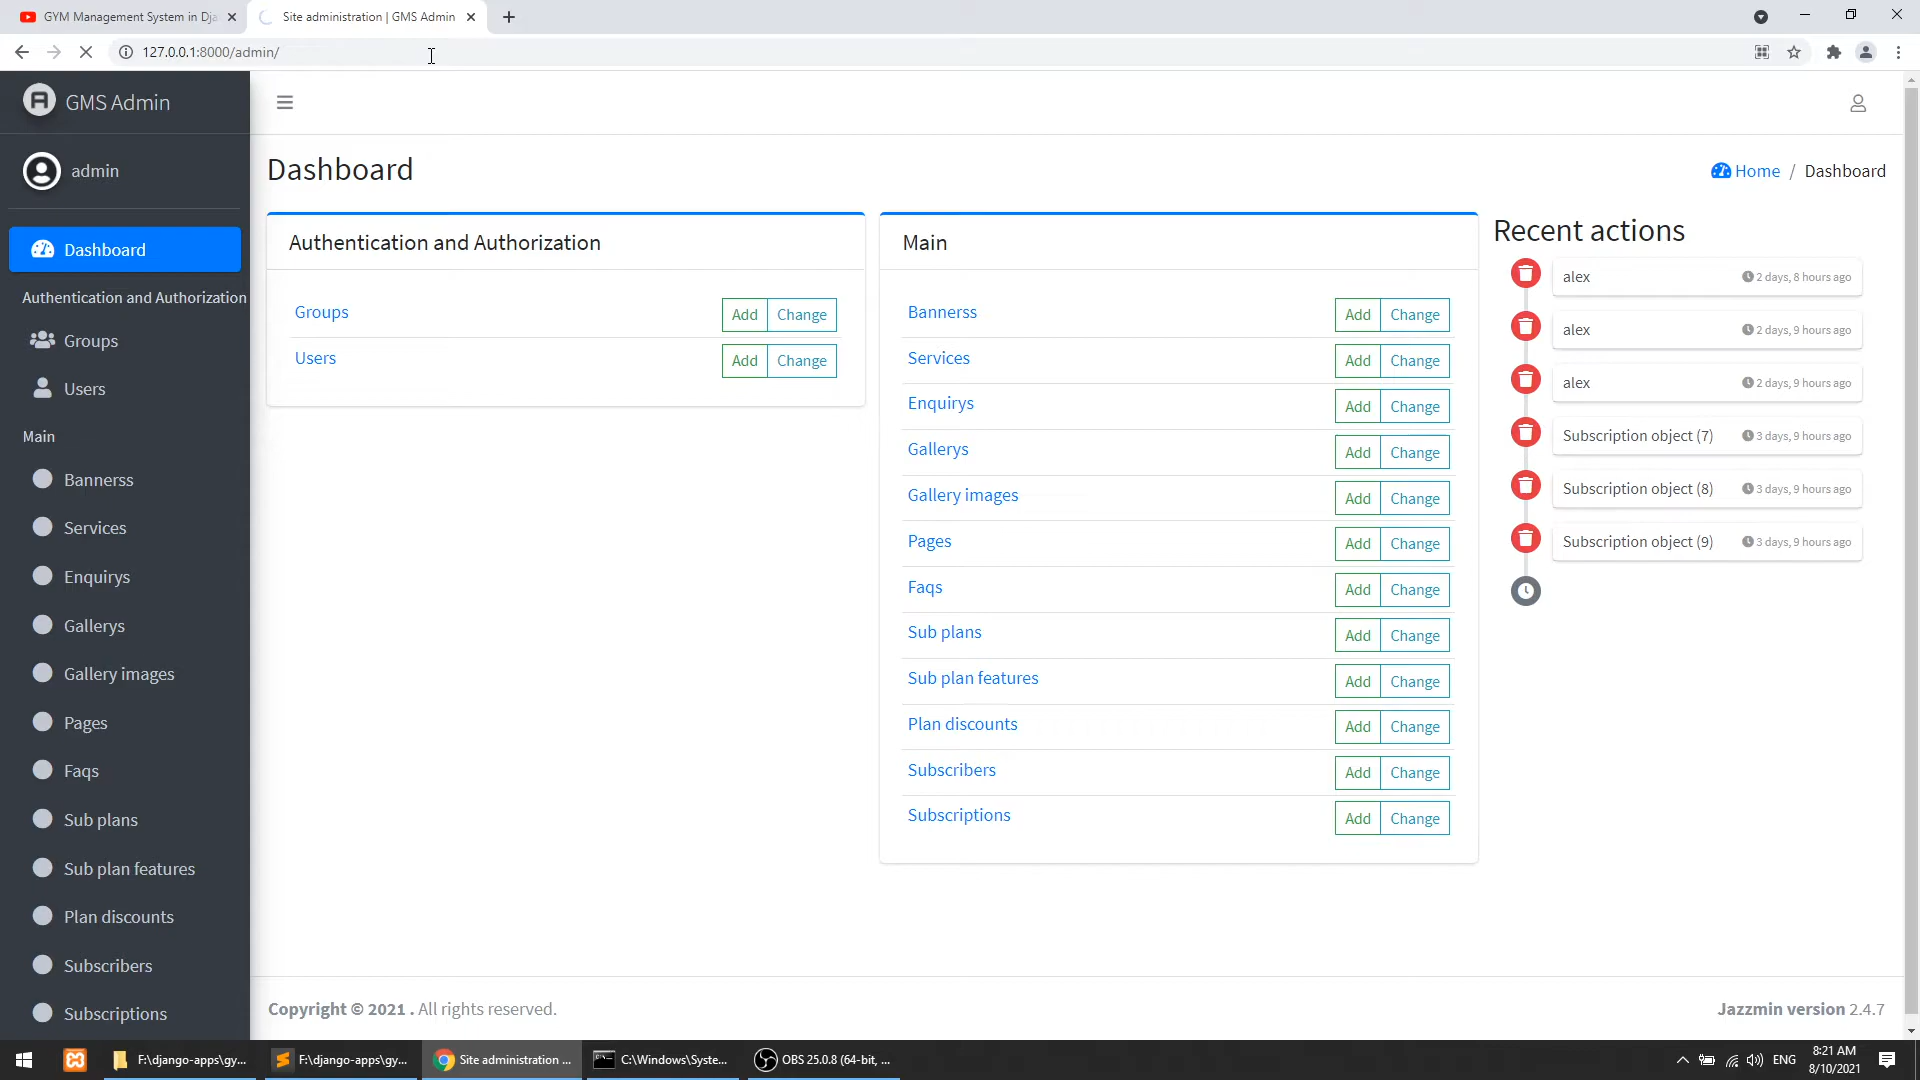 GYM Management System in Dja
Site administration | GMS Admin
127.0.0.1:8000/admin/
GMS Admin
admin
Dashboard
Authentication and Authorization
Groups
Users
Main
Bannerss
Services
Enquirys
Gallerys
Gallery images
Pages
Faqs
Sub plans
Sub plan features
Plan discounts
Subscribers
Subscriptions
Dashboard
Home / Dashboard
Authentication and Authorization
Groups Add Change
Users Add Change
Main
Bannerss Add Change
Services Add Change
Enquirys Add Change
Gallerys Add Change
Gallery images Add Change
Pages Add Change
Faqs Add Change
Sub plans Add Change
Sub plan features Add Change
Plan discounts Add Change
Subscribers Add Change
Subscriptions Add Change
Recent actions
alex 2 days, 8 hours ago
alex 2 days, 9 hours ago
alex 2 days, 9 hours ago
Subscription object (7) 3 days, 9 hours ago
Subscription object (8) 3 days, 9 hours ago
Subscription object (9) 3 days, 9 hours ago
Copyright © 2021 . All rights reserved.
Jazzmin version 2.4.7
F:\django-apps\gy...
F:\django-apps\gy...
Site administration ...
C:\Windows\Syste...
OBS 25.0.8 (64-bit, ...
ENG
8:21 AM
8/10/2021